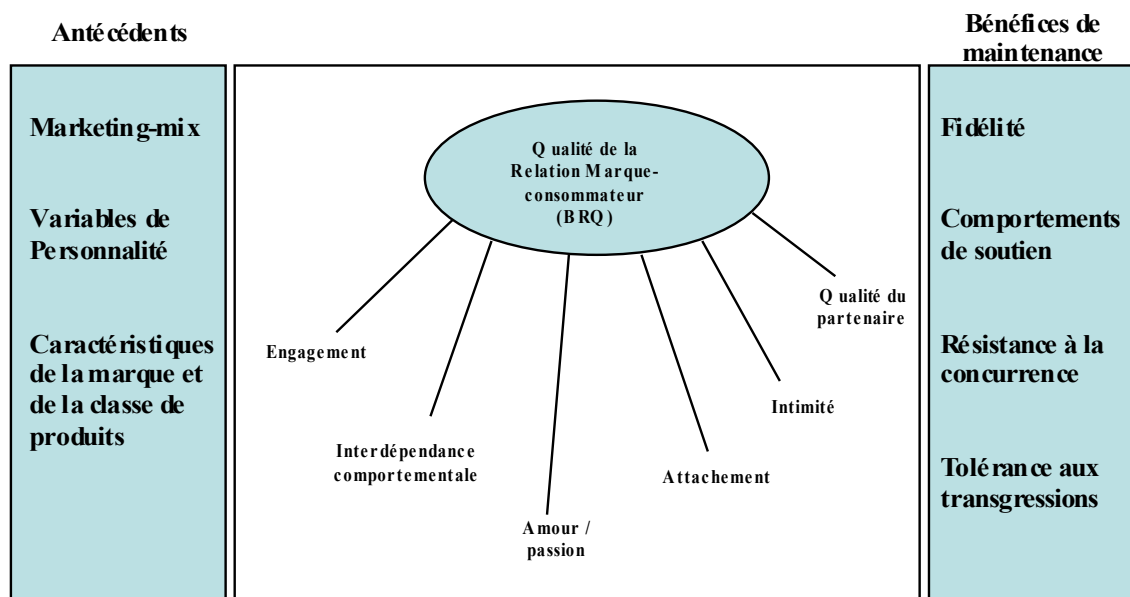 Antécédents
Marketing-mix
Variables de
Personnalité
Caractéristiques
de la marque et
de la classe de
produits
Qualité de la
Relation Marque-
consommateur
(BRQ)
Engagement
Interdépendance
comportementale
Amour /
passion
Attachement
Intimité
Qualité du
partenaire
Bénéfices de
maintenance
Fidélité
Comportements
de soutien
Résistance à la
concurrence
Tolérance aux
transgressions